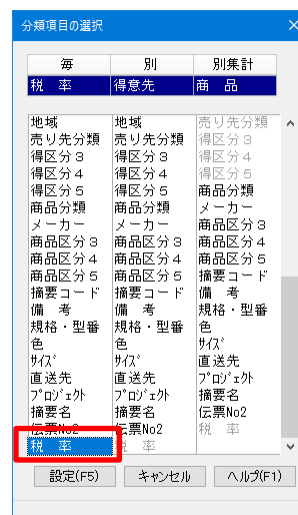 分類項目の選択
毎 別 別集計
税 率 得意先 商 品
地域 地域 売り先分類
売り先分類 売り先分類 得区分3
得区分3 得区分3 得区分4
得区分4 得区分4 得区分5
得区分5 得区分5 商品分類
商品分類 商品分類 メーカー
メーカー メーカー 商品区分3
商品区分3 商品区分3 商品区分4
商品区分4 商品区分4 商品区分5
商品区分5 商品区分5 摘要コード
摘要コード 摘要コード 備 考
備 考 備 考 規格・型番
規格・型番 規格・型番 色
色 色 ｻｲｽﾞ
ｻｲｽﾞ ｻｲｽﾞ 直送先
直送先 直送先 ﾌﾟﾛｼﾞｪｸﾄ
ﾌﾟﾛｼﾞｪｸﾄ ﾌﾟﾛｼﾞｪｸﾄ 摘要名
摘要名 摘要名 伝票No2
伝票No2 伝票No2 税 率
税 率 税 率
設定(F5) キャンセル ヘルプ(F1)